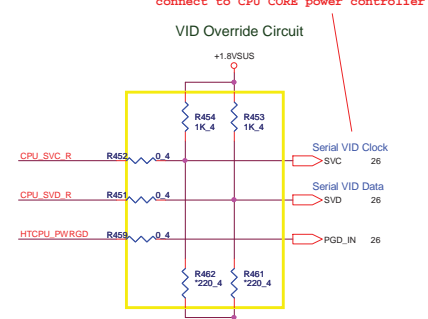 connect to CPU CORE power controller
VID Override Circuit
+1.8VSUS
R454
1K_4
R453
1K_4
Serial VID Clock
CPU_SVC_R
R452
0_4
SVC
26
Serial VID Data
CPU_SVD_R
R451
0_4
SVD
26
HTCPU_PWRGD
R459
0_4
PGD_IN
26
R462
*220_4
R461
*220_4